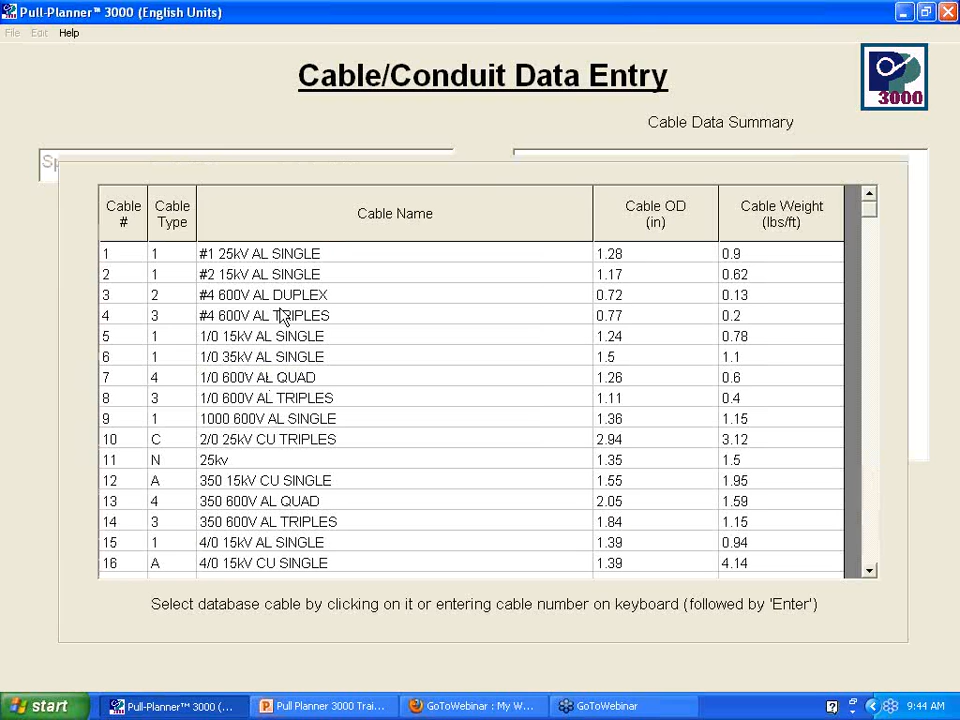 Pull-Planner™ 3000 (English Units)
File Edit Help
Cable/Conduit Data Entry
3000
Cable Data Summary
Sp
Cable # Cable Type Cable Name Cable OD (in) Cable Weight (lbs/ft)
1 1 #1 25kV AL SINGLE 1.28 0.9
2 1 #2 15kV AL SINGLE 1.17 0.62
3 2 #4 600V AL DUPLEX 0.72 0.13
4 3 #4 600V AL TRIPLES 0.77 0.2
5 1 1/0 15kV AL SINGLE 1.24 0.78
6 1 1/0 35kV AL SINGLE 1.5 1.1
7 4 1/0 600V AL QUAD 1.26 0.6
8 3 1/0 600V AL TRIPLES 1.11 0.4
9 1 1000 600V AL SINGLE 1.36 1.15
10 C 2/0 25kV CU TRIPLES 2.94 3.12
11 N 25kv 1.35 1.5
12 A 350 15kV CU SINGLE 1.55 1.95
13 4 350 600V AL QUAD 2.05 1.59
14 3 350 600V AL TRIPLES 1.84 1.15
15 1 4/0 15kV AL SINGLE 1.39 0.94
16 A 4/0 15kV CU SINGLE 1.39 4.14
Select database cable by clicking on it or entering cable number on keyboard (followed by 'Enter')
start Pull-Planner™ 3000 (... Pull Planner 3000 Trai... GoToWebinar : My W... GoToWebinar 9:44 AM